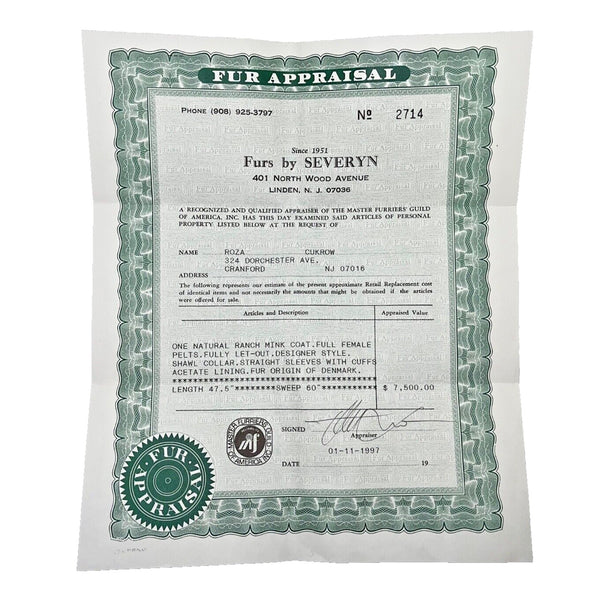 FUR APPRAISAL
PHONE (908) 925-3797
Nº 2714
Since 1951
Furs by SEVERYN
401 NORTH WOOD AVENUE
LINDEN, N. J. 07036
A RECOGNIZED AND QUALIFIED APPRAISER OF THE MASTER FURRIERS' GUILD
OF AMERICA, INC. HAS THIS DAY EXAMINED SAID ARTICLES OF PERSONAL
PROPERTY LISTED BELOW AT THE REQUEST OF
NAME ROZA CUKROW
324 DORCHESTER AVE.
ADDRESS CRANFORD NJ 07016
The following represents our estimate of the present approximate Retail Replacement cost
of identical items and not necessarily the amounts that might be obtained if the articles
were offered for sale.
Articles and Description Appraised Value
ONE NATURAL RANCH MINK COAT.FULL FEMALE
PELTS.FULLY LET-OUT.DESIGNER STYLE.
SHAWL COLLAR.STRAIGHT SLEEVES WITH CUFFS
ACETATE LINING.FUR ORIGIN OF DENMARK.
****************************************
LENGTH 47.5"**********SWEEP 60"********** $ 7,500.00
SIGNED
Appraiser
01-11-1997
DATE 19
MASTER FURRIERS GUILD OF AMERICA INC.
FUR APPRAISAL